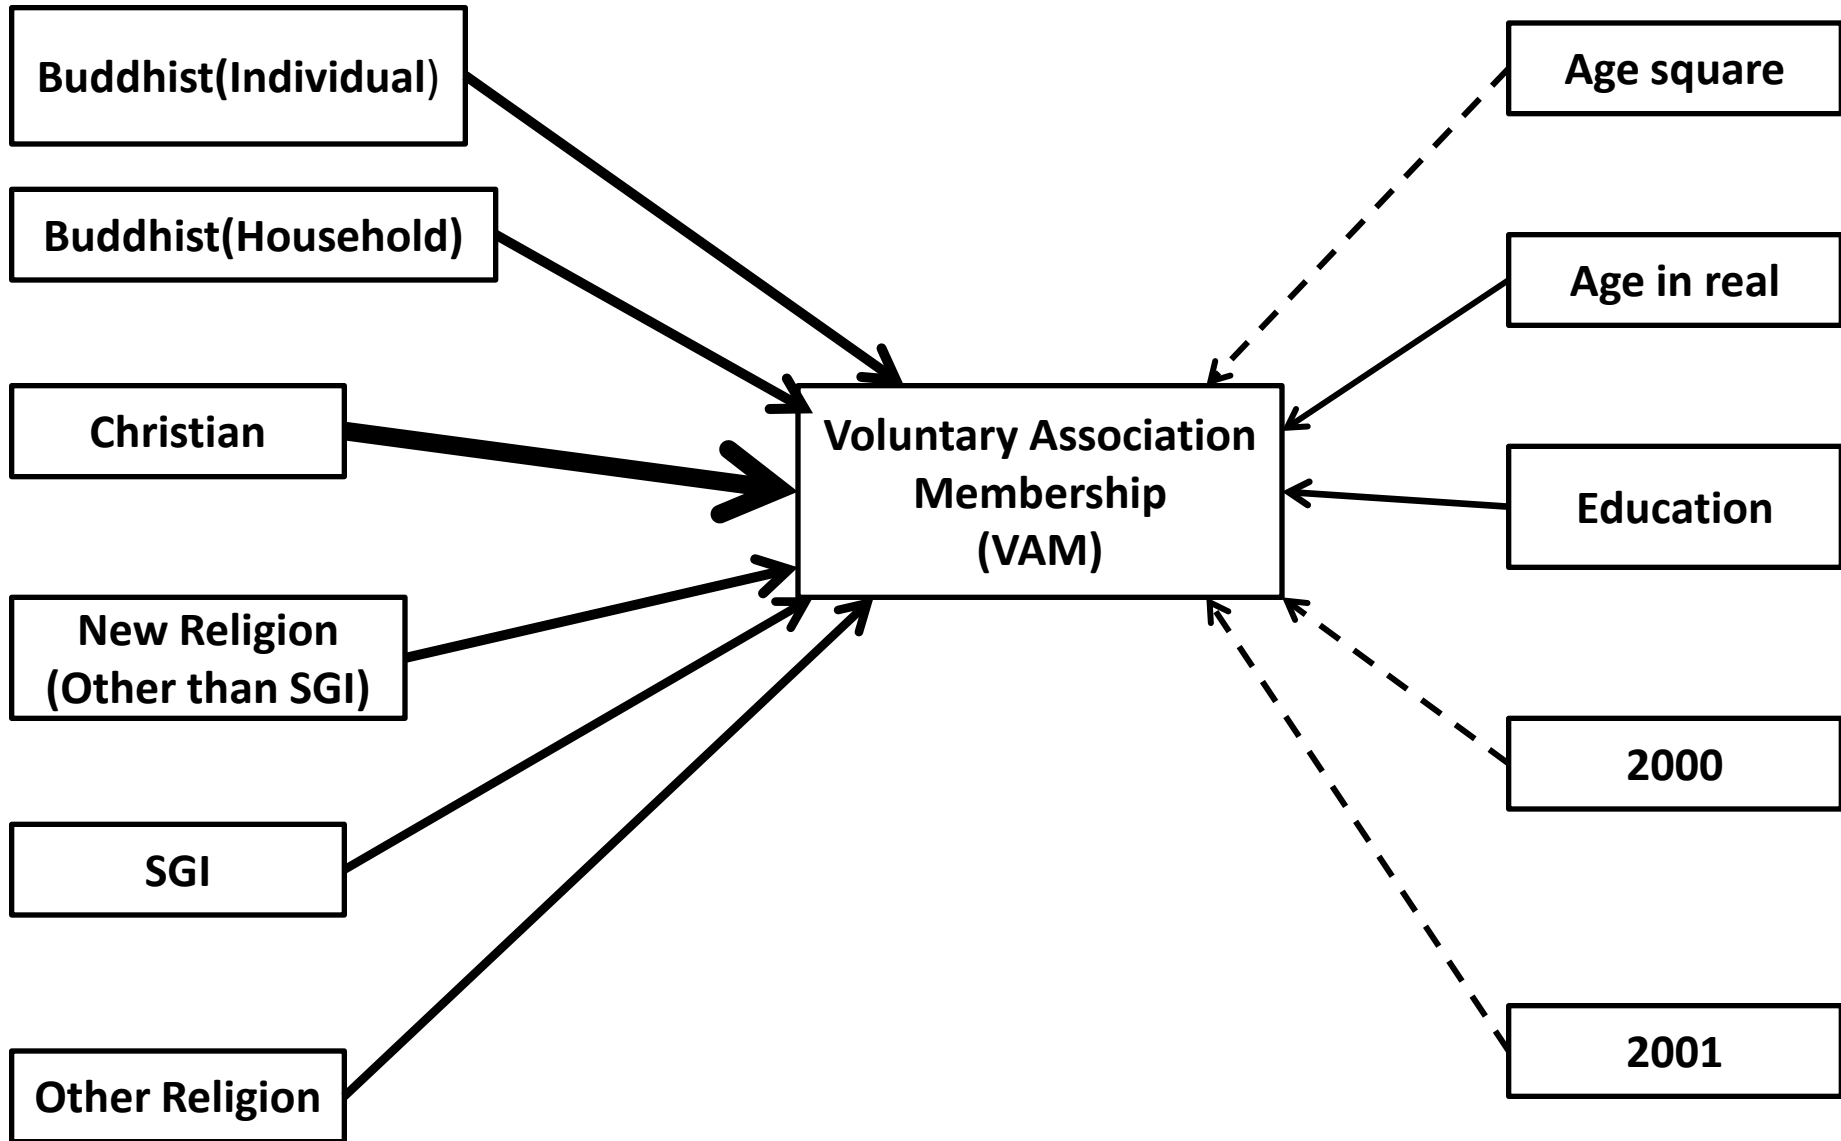 Buddhist(Individual)
Buddhist(Household)
Christian
New Religion
(Other than SGI)
SGI
Other Religion
Voluntary Association
Membership
(VAM)
Age square
Age in real
Education
2000
2001